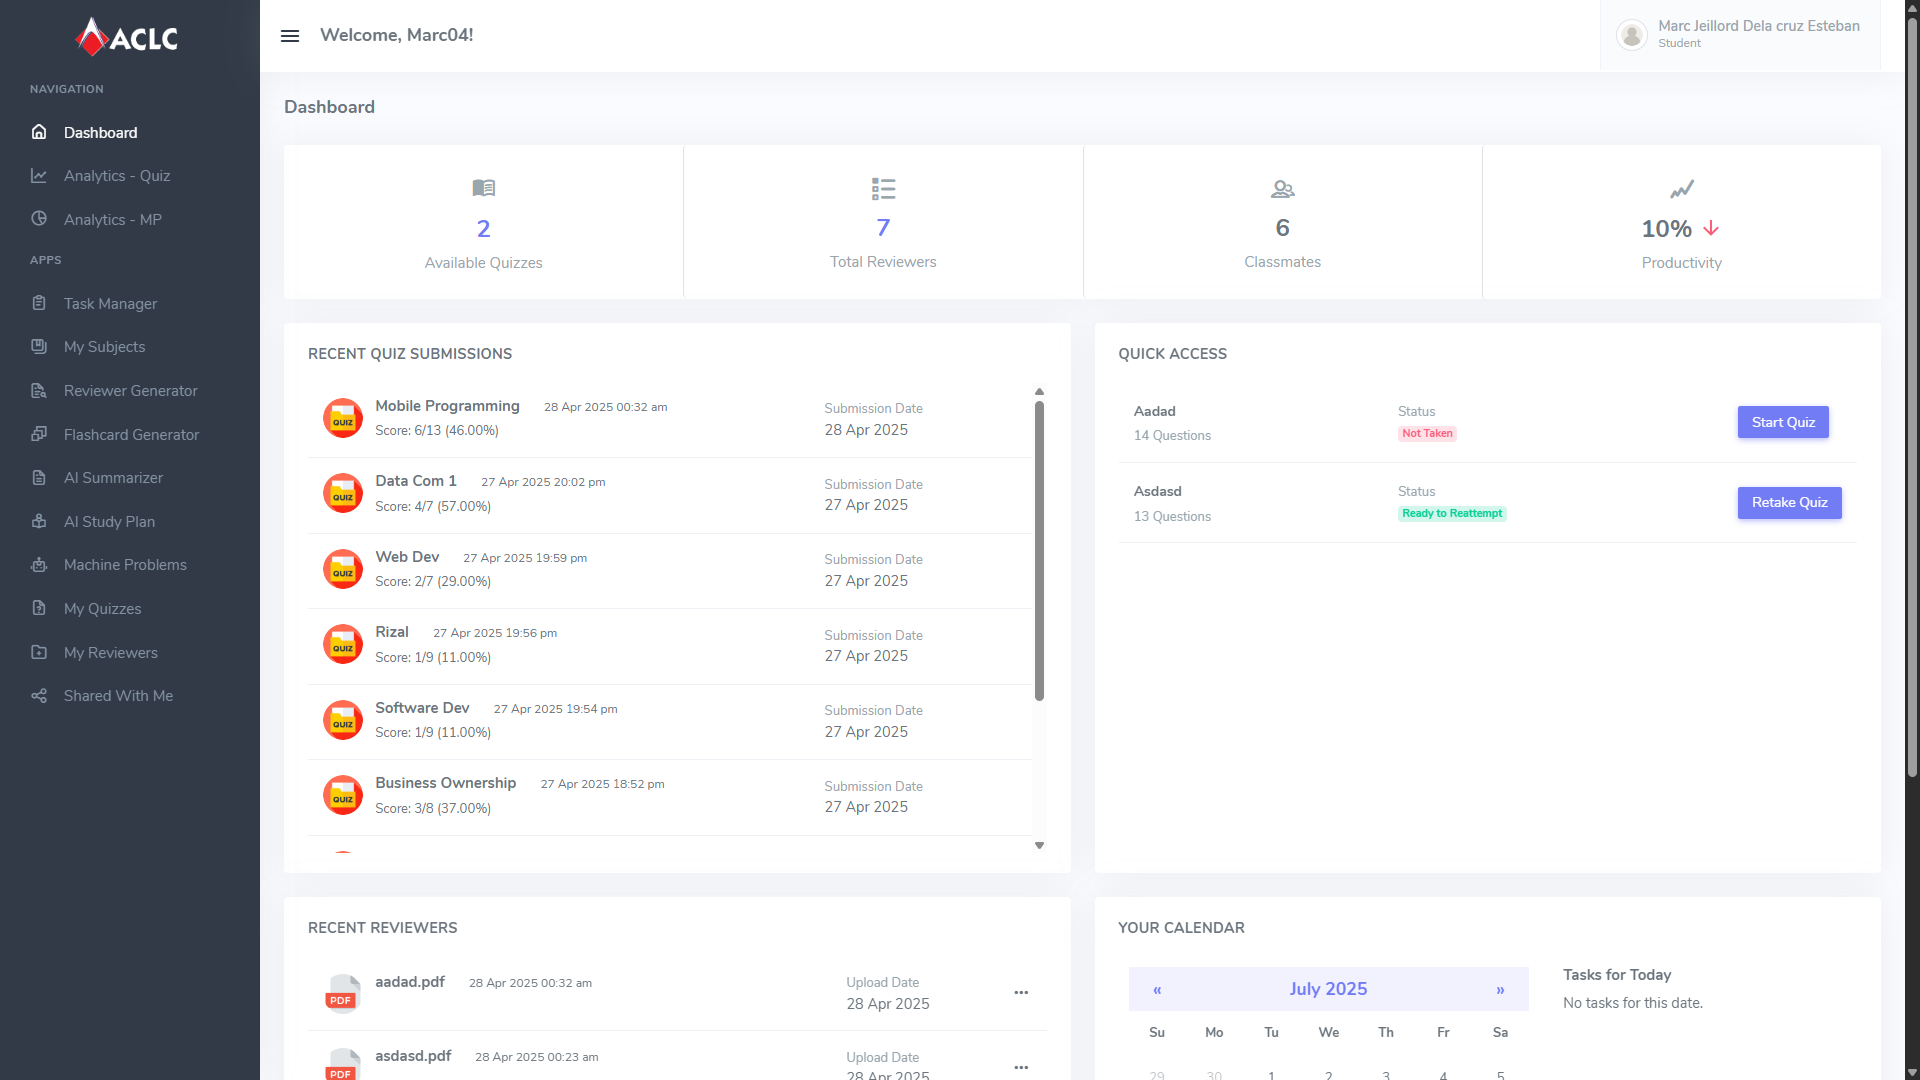 ACLC
NAVIGATION
Dashboard
Analytics - Quiz
Analytics - MP
APPS
Task Manager
My Subjects
Reviewer Generator
Flashcard Generator
AI Summarizer
AI Study Plan
Machine Problems
My Quizzes
My Reviewers
Shared With Me
Welcome, Marc04!
Marc Jeillord Dela cruz Esteban
Student
Dashboard
2
Available Quizzes
7
Total Reviewers
6
Classmates
10%
Productivity
RECENT QUIZ SUBMISSIONS
QUIZ
Mobile Programming 28 Apr 2025 00:32 am
Score: 6/13 (46.00%)
Submission Date
28 Apr 2025
QUIZ
Data Com 1 27 Apr 2025 20:02 pm
Score: 4/7 (57.00%)
Submission Date
27 Apr 2025
QUIZ
Web Dev 27 Apr 2025 19:59 pm
Score: 2/7 (29.00%)
Submission Date
27 Apr 2025
QUIZ
Rizal 27 Apr 2025 19:56 pm
Score: 1/9 (11.00%)
Submission Date
27 Apr 2025
QUIZ
Software Dev 27 Apr 2025 19:54 pm
Score: 1/9 (11.00%)
Submission Date
27 Apr 2025
QUIZ
Business Ownership 27 Apr 2025 18:52 pm
Score: 3/8 (37.00%)
Submission Date
27 Apr 2025
QUICK ACCESS
Aadad
14 Questions
Status
Not Taken
Start Quiz
Asdasd
13 Questions
Status
Ready to Reattempt
Retake Quiz
RECENT REVIEWERS
PDF
aadad.pdf 28 Apr 2025 00:32 am
Upload Date
28 Apr 2025
...
PDF
asdasd.pdf 28 Apr 2025 00:23 am
Upload Date
28 Apr 2025
...
YOUR CALENDAR
« July 2025 »
Su Mo Tu We Th Fr Sa
29 30 1 2 3 4 5
Tasks for Today
No tasks for this date.